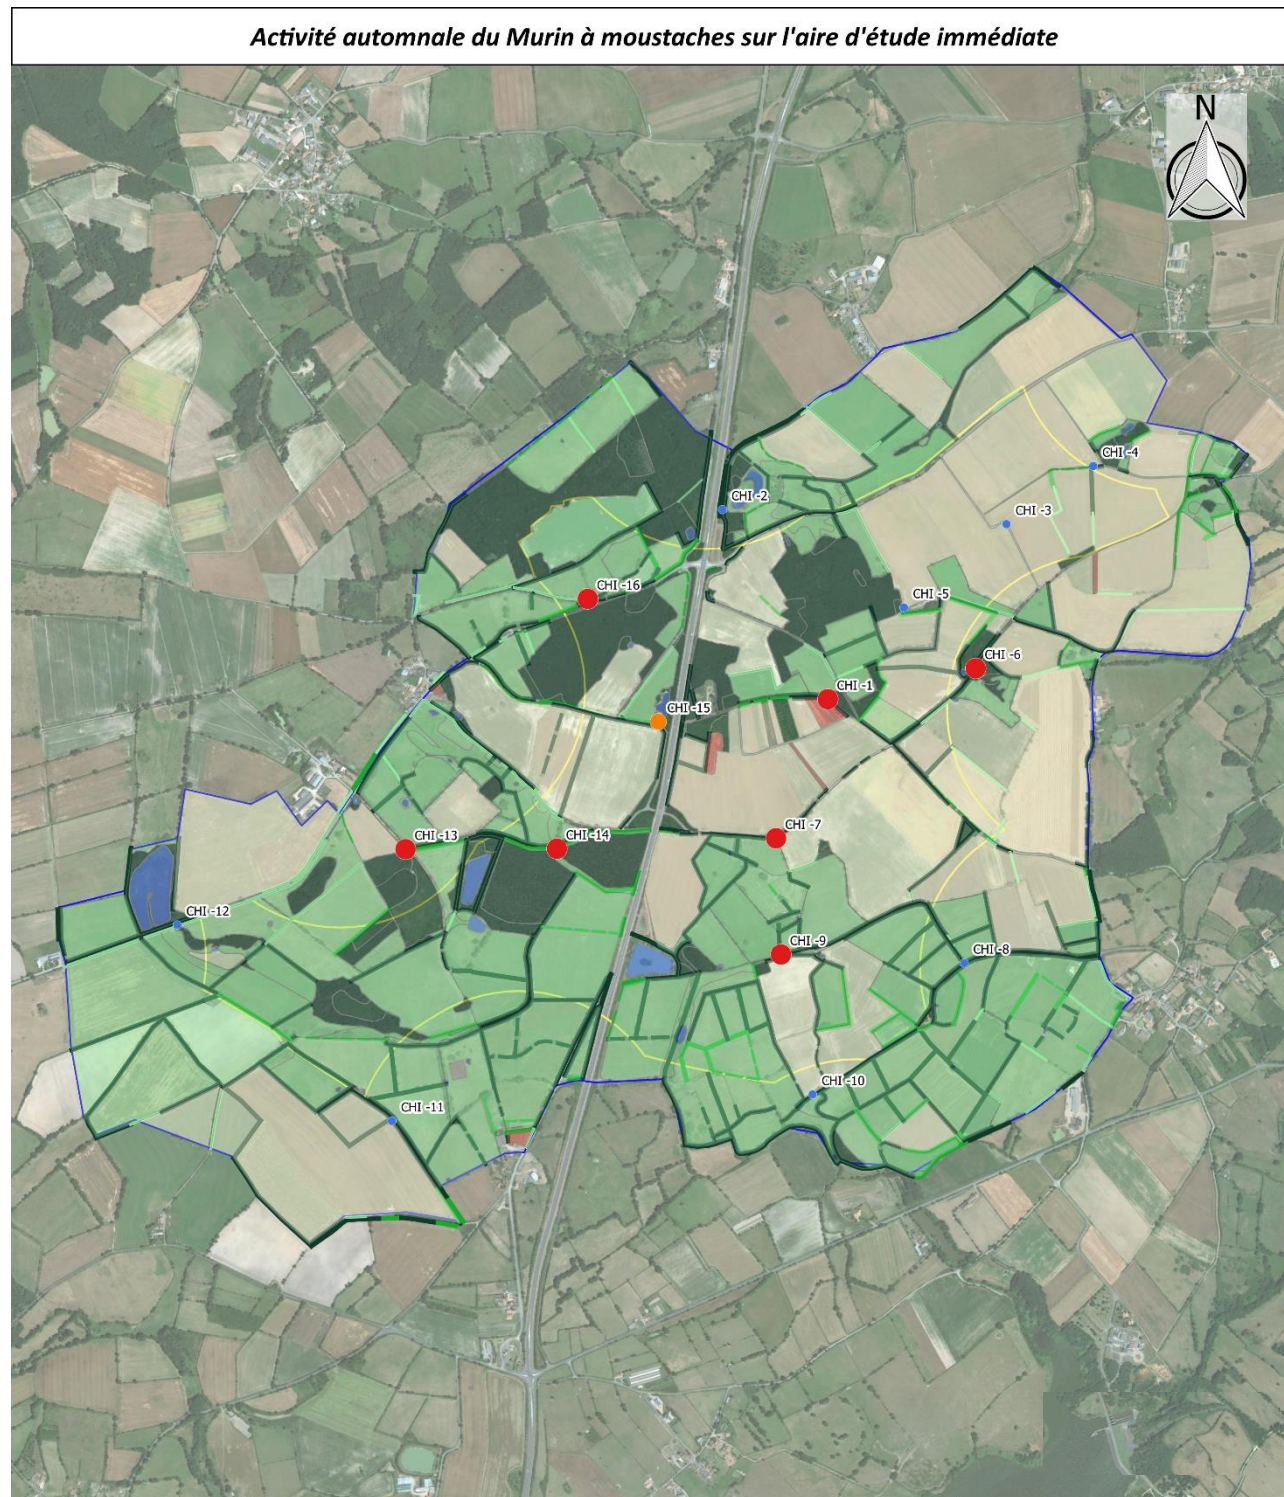 Activité automnale du Murin à moustaches sur l'aire d'étude immédiate
N
CHI -4
CHI -2
CHI -3
CHI -16
CHI -5
CHI -6
CHI -1
CHI -15
CHI -7
CHI -13
CHI -14
CHI -12
CHI -9
CHI -8
CHI -10
CHI -11